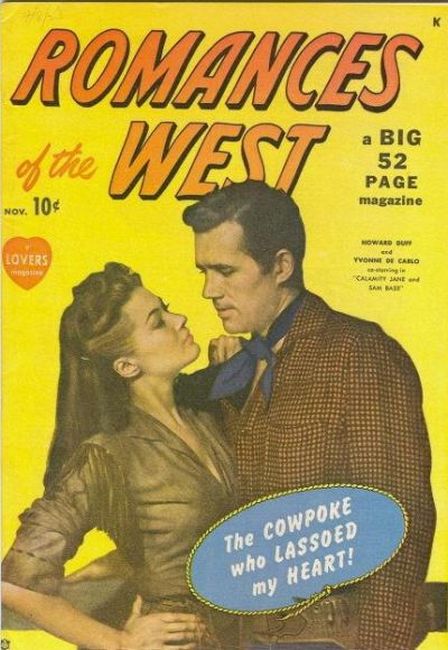 K
ROMANCES
of the WEST
a BIG
52
PAGE
magazine
NOV. 10¢
A
LOVERS
magazine
HOWARD DUFF
and
YVONNE DE CARLO
co-starring in
"CALAMITY JANE and
SAM BASS"
The COWPOKE
who LASSOED
my HEART!